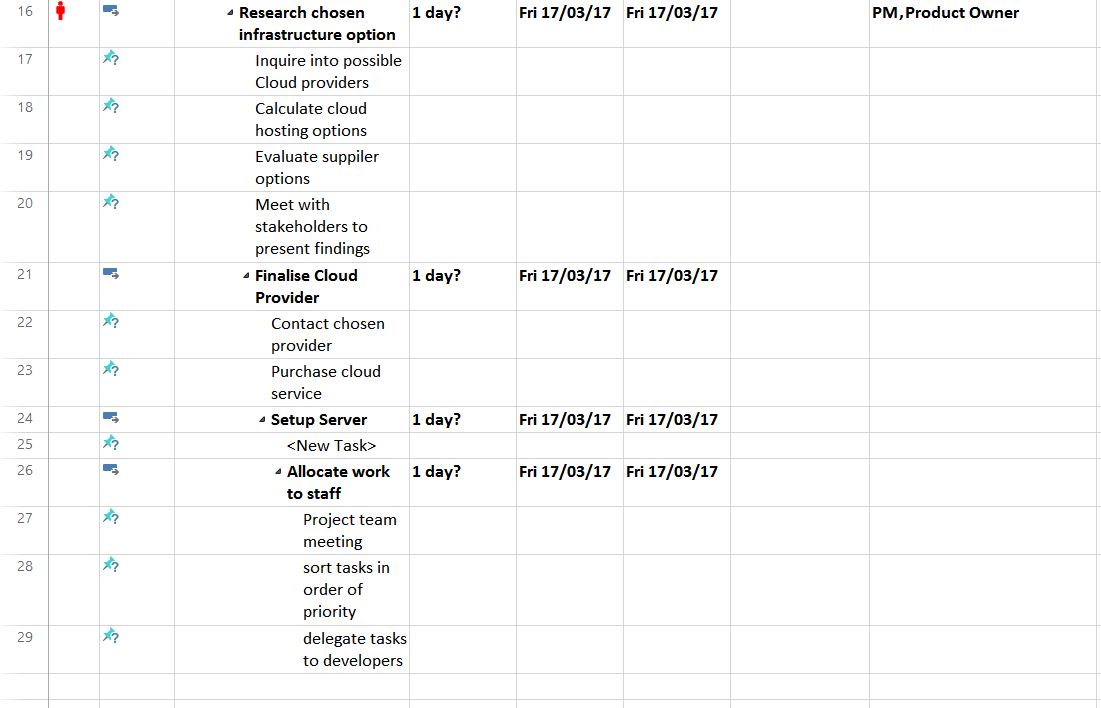 16 Research chosen 1 day? Fri 17/03/17 Fri 17/03/17 PM,Product Owner
infrastructure option
17 Inquire into possible
Cloud providers
18 Calculate cloud
hosting options
19 Evaluate suppiler
options
20 Meet with
stakeholders to
present findings
21 Finalise Cloud 1 day? Fri 17/03/17 Fri 17/03/17
Provider
22 Contact chosen
provider
23 Purchase cloud
service
24 Setup Server 1 day? Fri 17/03/17 Fri 17/03/17
25 <New Task>
26 Allocate work 1 day? Fri 17/03/17 Fri 17/03/17
to staff
27 Project team
meeting
28 sort tasks in
order of
priority
29 delegate tasks
to developers